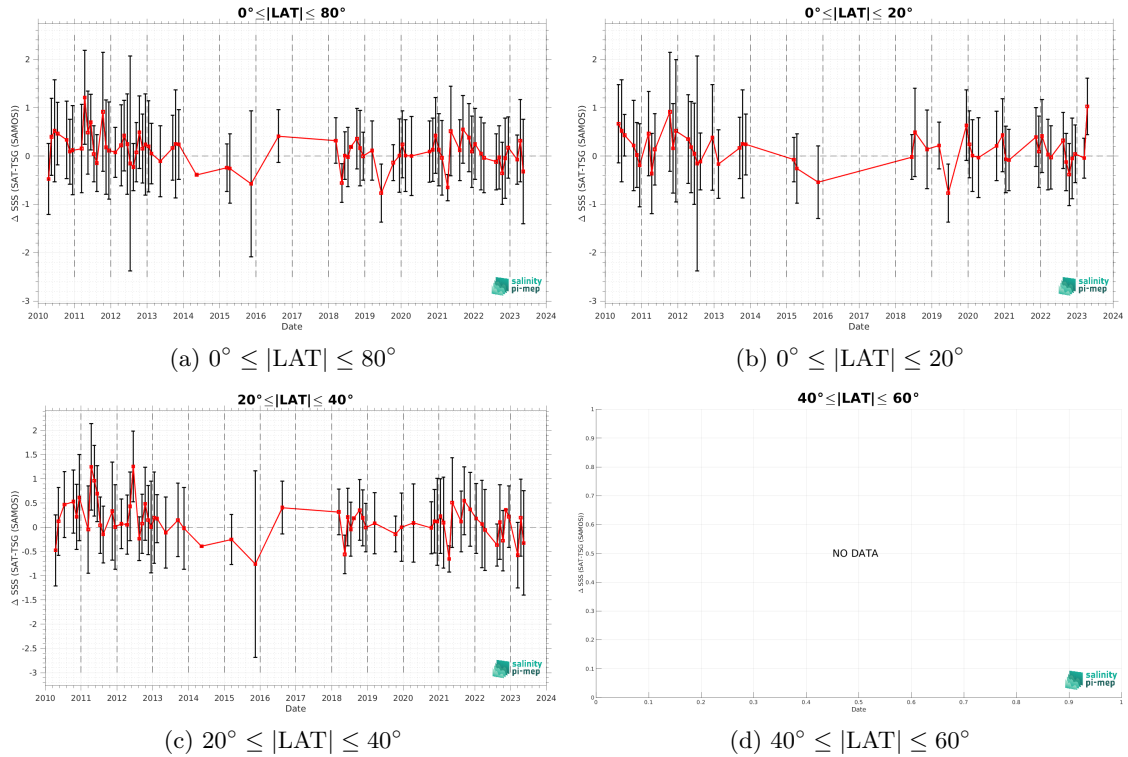 0°≤|LAT|≤ 80°
Δ SSS (SAT-TSG (SAMOS))
2
1
0
-1
-2
-3
2010 2011 2012 2013 2014 2015 2016 2017 2018 2019 2020 2021 2022 2023 2024
Date
salinity
pi-mep
(a) 0° ≤ |LAT| ≤ 80°
0°≤|LAT|≤ 20°
Δ SSS (SAT-TSG (SAMOS))
2
1
0
-1
-2
-3
2010 2011 2012 2013 2014 2015 2016 2017 2018 2019 2020 2021 2022 2023 2024
Date
salinity
pi-mep
(b) 0° ≤ |LAT| ≤ 20°
20°≤|LAT|≤ 40°
Δ SSS (SAT-TSG (SAMOS))
2
1.5
1
0.5
0
-0.5
-1
-1.5
-2
-2.5
-3
2010 2011 2012 2013 2014 2015 2016 2017 2018 2019 2020 2021 2022 2023 2024
Date
salinity
pi-mep
(c) 20° ≤ |LAT| ≤ 40°
40°≤|LAT|≤ 60°
Δ SSS (SAT-TSG (SAMOS))
1
0.9
0.8
0.7
0.6
0.5
0.4
0.3
0.2
0.1
0
NO DATA
0 0.1 0.2 0.3 0.4 0.5 0.6 0.7 0.8 0.9 1
Date
salinity
pi-mep
(d) 40° ≤ |LAT| ≤ 60°